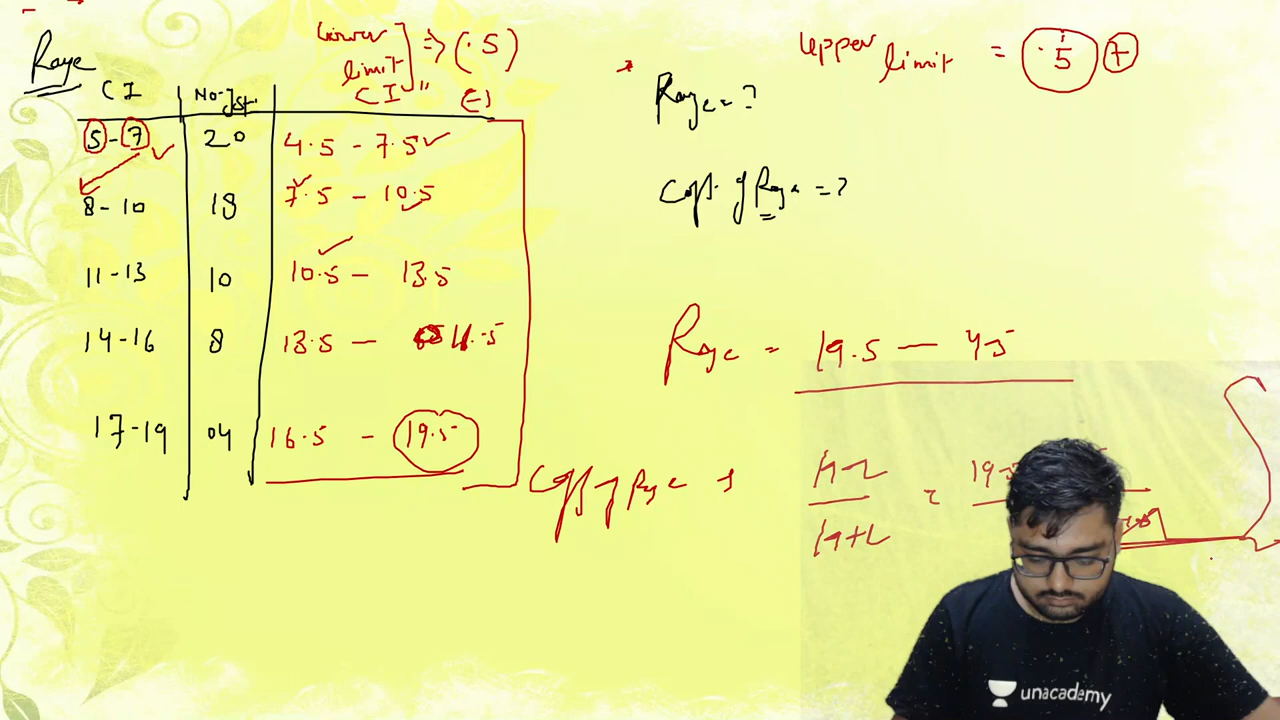 Range
Lower limit ⇒ (.5) (-)
upper limit = .5 +
CI No. of St. CI"
5-7 20 4.5 - 7.5
8-10 18 7.5 - 10.5
11-13 10 10.5 - 13.5
14-16 8 13.5 -
17-19 04 16.5 - 19.5
Range = ?
Coff. of Range = ?
Range = 19.5 - 4.5
Coff of Range
H-L
H+L
=
unacademy